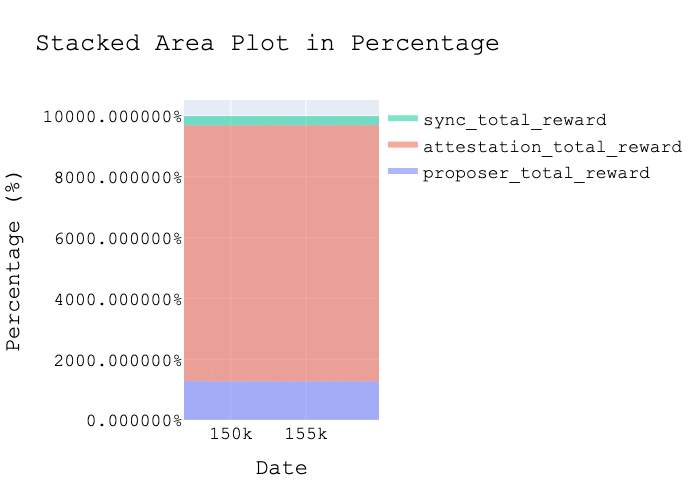 Stacked Area Plot in Percentage
10000.000000%
8000.000000%
6000.000000%
4000.000000%
2000.000000%
0.000000%
Percentage (%)
150k
155k
Date
sync_total_reward
attestation_total_reward
proposer_total_reward